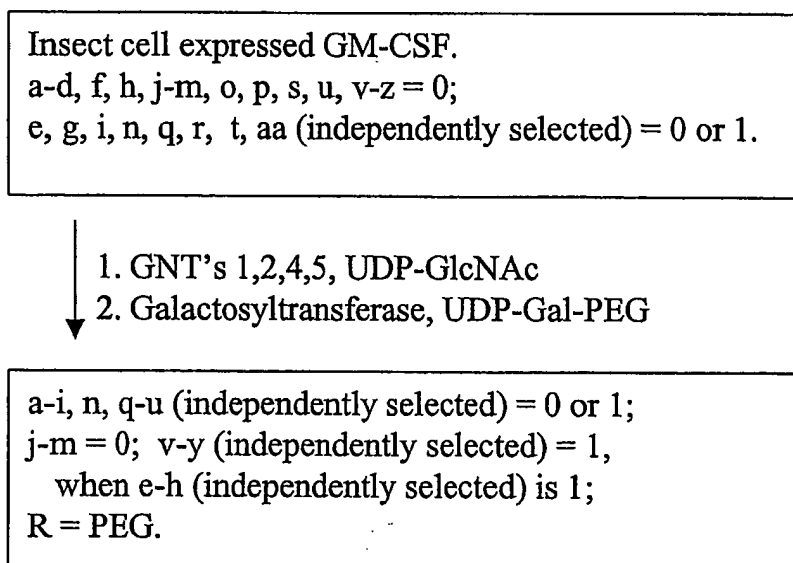 Insect cell expressed GM-CSF.
a-d, f, h, j-m, o, p, s, u, v-z = 0;
e, g, i, n, q, r, t, aa (independently selected) = 0 or 1.
1. GNT's 1,2,4,5, UDP-GlcNAc
2. Galactosyltransferase, UDP-Gal-PEG
a-i, n, q-u (independently selected) = 0 or 1;
j-m = 0; v-y (independently selected) = 1,
when e-h (independently selected) is 1;
R = PEG.